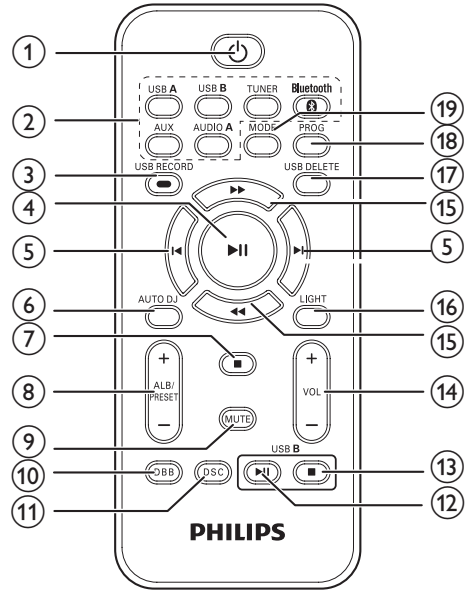 1
USB A USB B TUNER Bluetooth
2
19
AUX AUDIO A MODE PROG
18
USB RECORD USB DELETE
3
17
4
15
5
5
AUTO DJ LIGHT
6
16
15
7
+ +
8
ALB/
PRESET
VOL
14
− −
9
MUTE
USB B
10
DBB DSC
13
11
12
PHILIPS